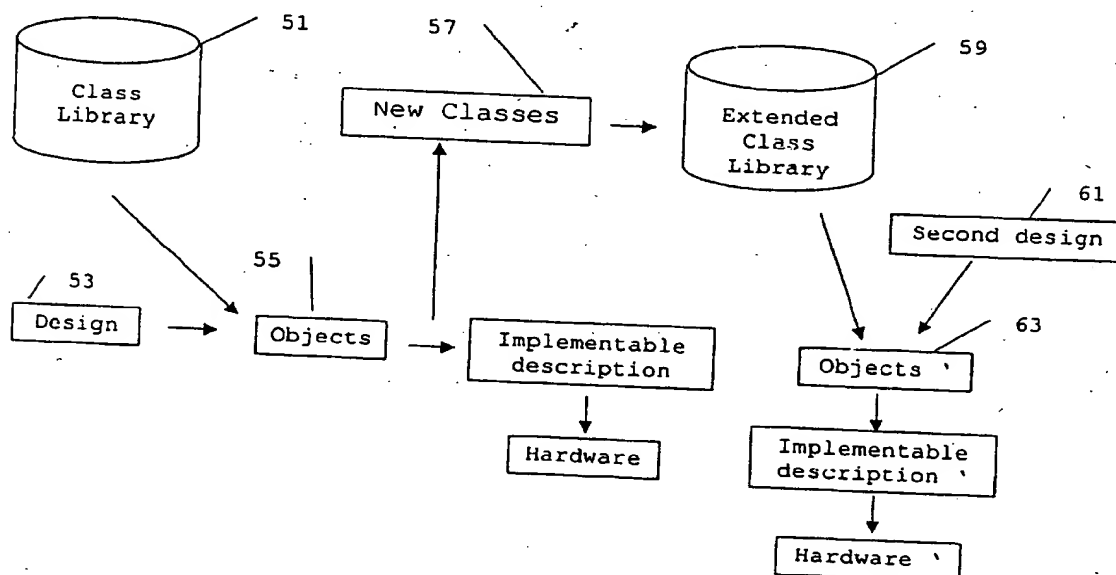 51
57
59
Class
Library
New Classes
Extended
Class
Library
61
Second design
53
55
63
Design
Objects
Implementable
description
Objects '
Implementable
description '
Hardware
Hardware '